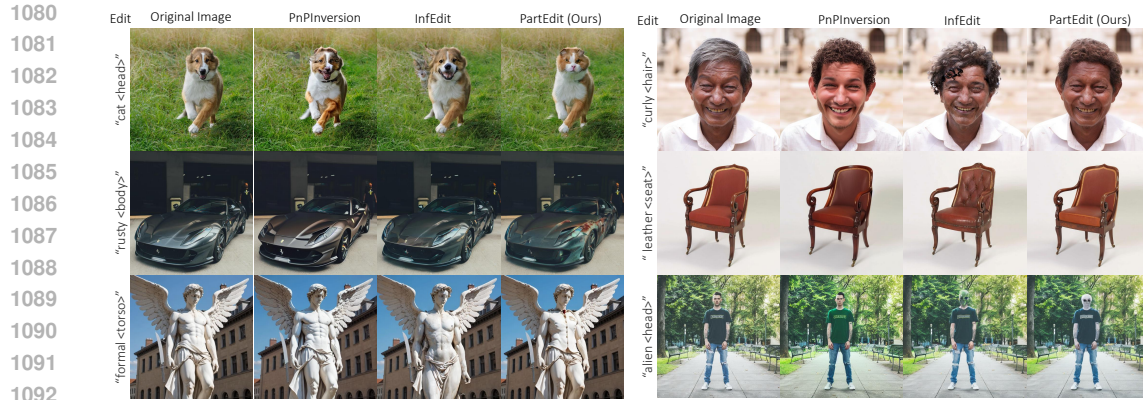 1080
1081
1082
1083
1084
1085
1086
1087
1088
1089
1090
1091
1092
Edit Original Image PnPInversion InfEdit PartEdit (Ours)
"cat <head>"
"rusty <body>"
"formal <torso>"
Edit Original Image PnPInversion InfEdit PartEdit (Ours)
"curly <hair>"
" leather <seat>"
"alien <head>"